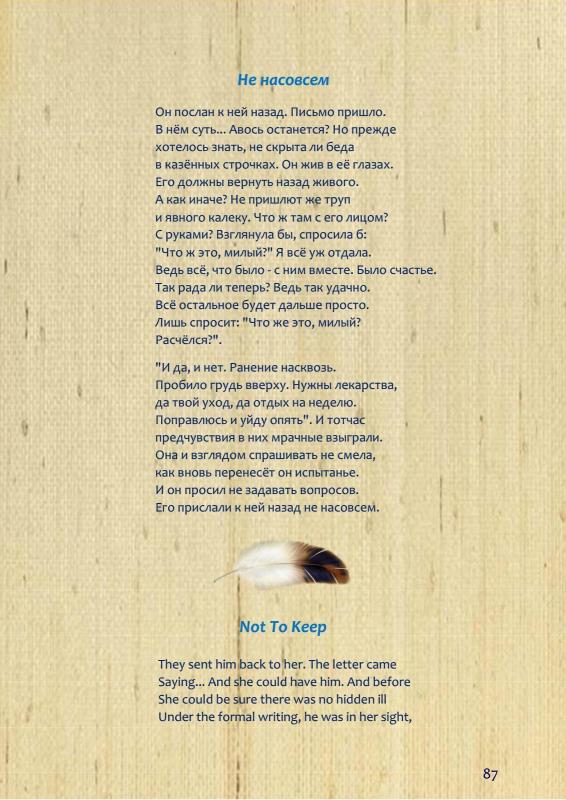 Не насовсем
Он послан к ней назад. Письмо пришло.
В нём суть... Авось останется? Но прежде
хотелось знать, не скрыта ли беда
в казённых строчках. Он жив в её глазах.
Его должны вернуть назад живого.
А как иначе? Не пришлют же труп
и явного калеку. Что ж там с его лицом?
С руками? Взглянула бы, спросила б:
"Что ж это, милый?" Я всё уж отдала.
Ведь всё, что было - с ним вместе. Было счастье.
Так рада ли теперь? Ведь так удачно.
Всё остальное будет дальше просто.
Лишь спросит: "Что же это, милый?
Расчёлся?".
"И да, и нет. Ранение насквозь.
Пробило грудь вверху. Нужны лекарства,
да твой уход, да отдых на неделю.
Поправлюсь и уйду опять". И тотчас
предчувствия в них мрачные взыграли.
Она и взглядом спрашивать не смела,
как вновь перенесёт он испытанье.
И он просил не задавать вопросов.
Его прислали к ней назад не насовсем.
Not To Keep
They sent him back to her. The letter came
Saying... And she could have him. And before
She could be sure there was no hidden ill
Under the formal writing, he was in her sight,
87